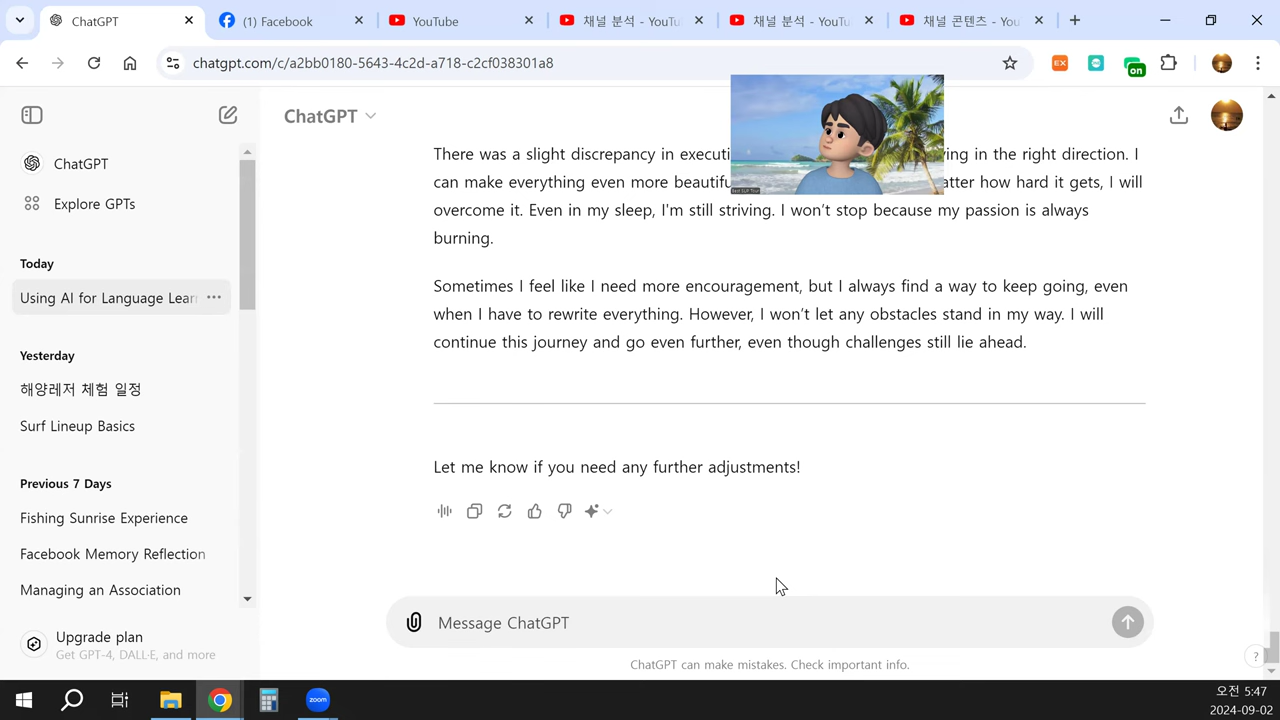 ChatGPT
(1) Facebook
YouTube
채널 분석 - YouTu
채널 분석 - YouTu
채널 콘텐츠 - You
chatgpt.com/c/a2bb0180-5643-4c2d-a718-c2cf038301a8
EX
on
ChatGPT
ChatGPT
Explore GPTs
Today
Using AI for Language Lear
Yesterday
해양레저 체험 일정
Surf Lineup Basics
Previous 7 Days
Fishing Sunrise Experience
Facebook Memory Reflection
Managing an Association
Upgrade plan
Get GPT-4, DALL·E, and more
There was a slight discrepancy in executi ing in the right direction. I
can make everything even more beautifu atter how hard it gets, I will
overcome it. Even in my sleep, I'm still striving. I won't stop because my passion is always
burning.
Sometimes I feel like I need more encouragement, but I always find a way to keep going, even
when I have to rewrite everything. However, I won't let any obstacles stand in my way. I will
continue this journey and go even further, even though challenges still lie ahead.
Let me know if you need any further adjustments!
Message ChatGPT
ChatGPT can make mistakes. Check important info.
?
zoom
오전 5:47
2024-09-02